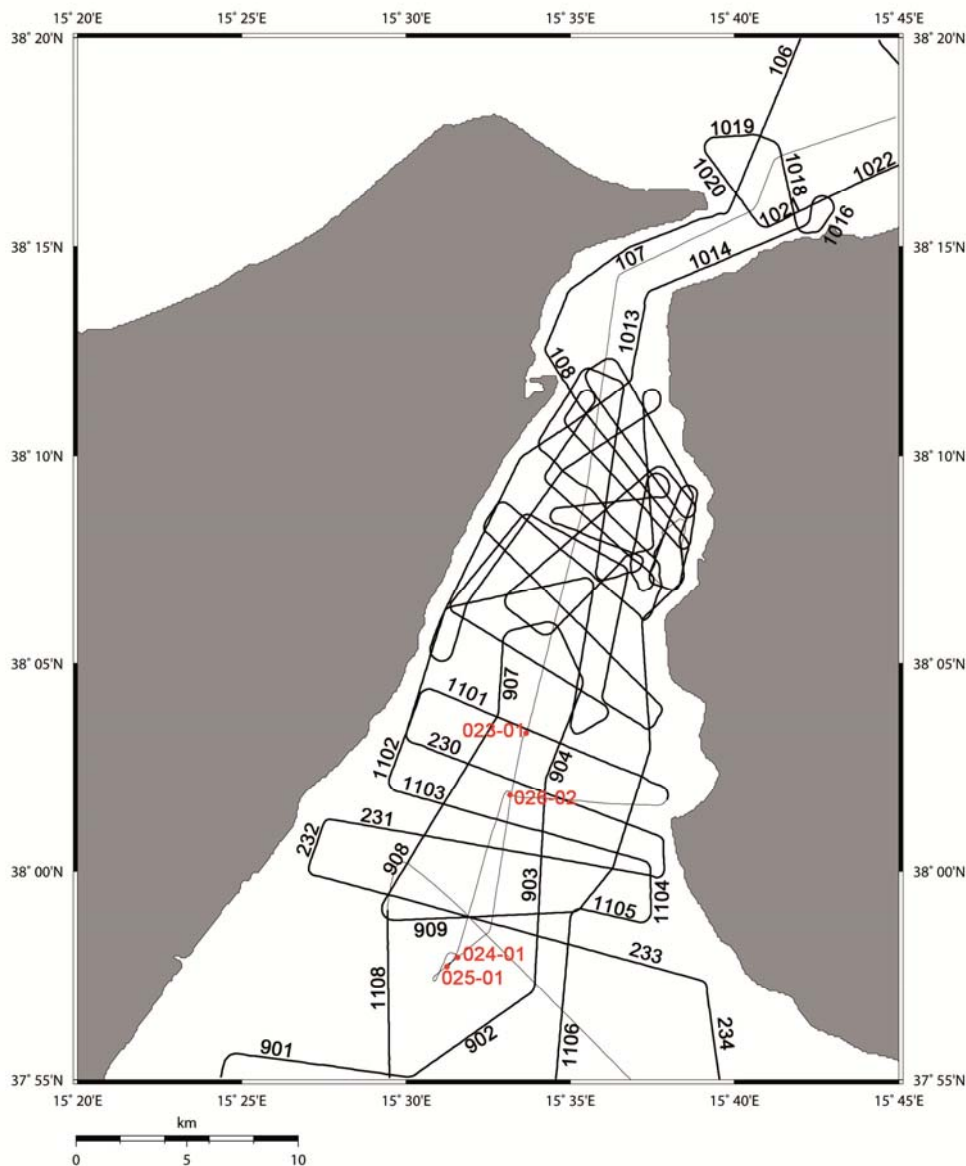 15° 20'E
15° 25'E
15° 30'E
15° 35'E
15° 40'E
15° 45'E
38° 20'N
38° 20'N
106
1019
1020
1018
1022
1021
1016
38° 15'N
38° 15'N
107
1014
1013
108
38° 10'N
38° 10'N
38° 05'N
38° 05'N
907
1101
023-01
230
1102
904
1103
026-02
231
232
38° 00'N
38° 00'N
908
903
1104
1105
909
233
024-01
025-01
1108
1106
902
234
901
37° 55'N
37° 55'N
15° 20'E
15° 25'E
15° 30'E
15° 35'E
15° 40'E
15° 45'E
km
0
5
10